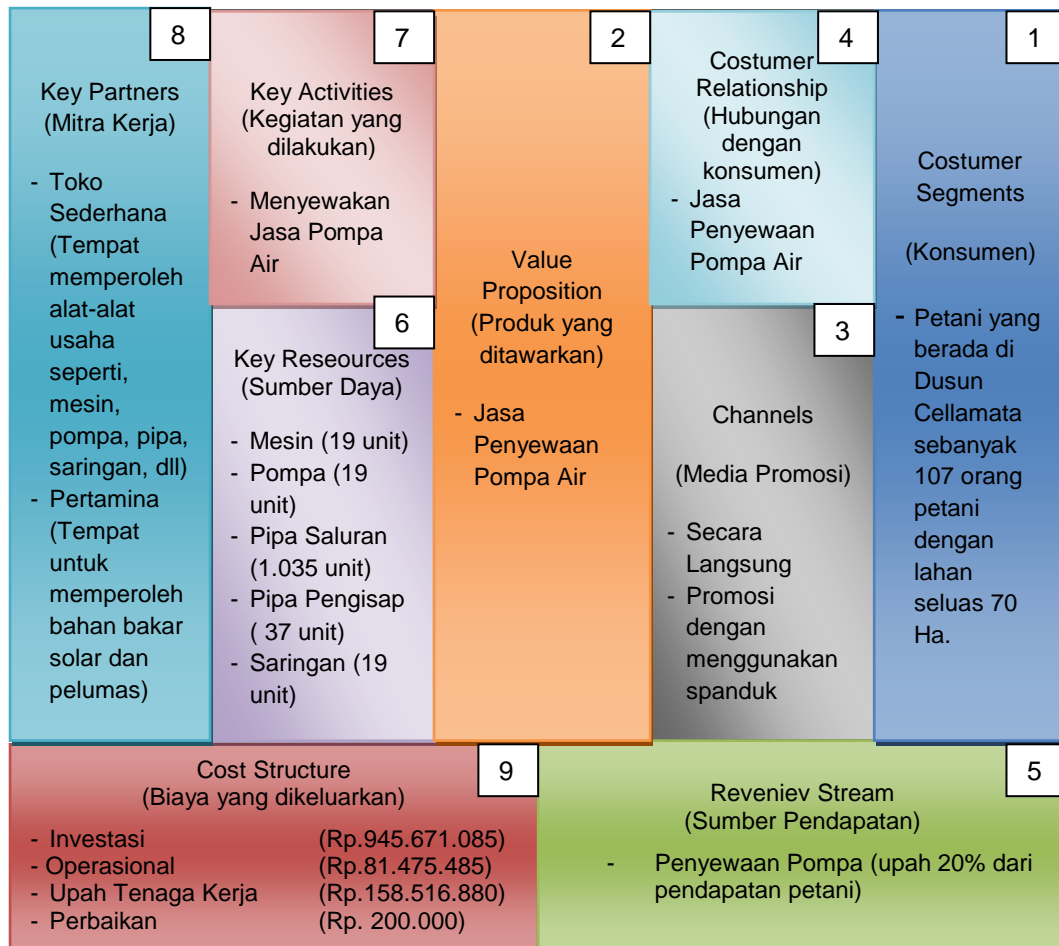 8
Key Partners
(Mitra Kerja)
- Toko
Sederhana
(Tempat
memperoleh
alat-alat
usaha
seperti,
mesin,
pompa, pipa,
saringan, dll)
- Pertamina
(Tempat
untuk
memperoleh
bahan bakar
solar dan
pelumas)
7
Key Activities
(Kegiatan yang
dilakukan)
- Menyewakan
Jasa Pompa
Air
6
Key Reseources
(Sumber Daya)
- Mesin (19 unit)
- Pompa (19
unit)
- Pipa Saluran
(1.035 unit)
- Pipa Pengisap
( 37 unit)
- Saringan (19
unit)
2
Value
Proposition
(Produk yang
ditawarkan)
- Jasa
Penyewaan
Pompa Air
4
Costumer
Relationship
(Hubungan
dengan
konsumen)
- Jasa
Penyewaan
Pompa Air
3
Channels
(Media Promosi)
- Secara
Langsung
- Promosi
dengan
menggunakan
spanduk
1
Costumer
Segments
(Konsumen)
- Petani yang
berada di
Dusun
Cellamata
sebanyak
107 orang
petani
dengan
lahan
seluas 70
Ha.
9
Cost Structure
(Biaya yang dikeluarkan)
- Investasi (Rp.945.671.085)
- Operasional (Rp.81.475.485)
- Upah Tenaga Kerja (Rp.158.516.880)
- Perbaikan (Rp. 200.000)
5
Reveniev Stream
(Sumber Pendapatan)
- Penyewaan Pompa (upah 20% dari
pendapatan petani)